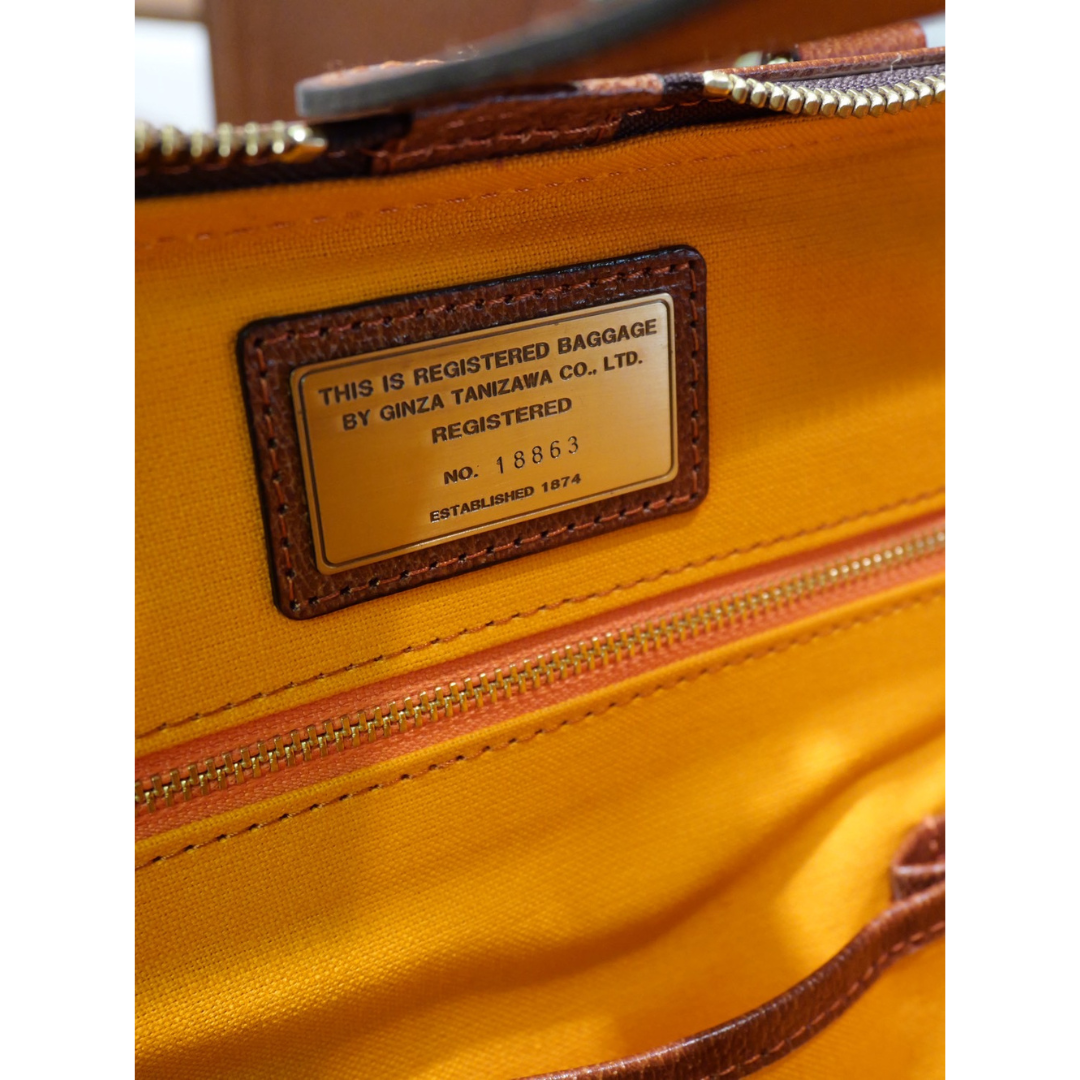 THIS IS REGISTERED BAGGAGE
BY GINZA TANIZAWA CO., LTD.
REGISTERED
NO. 18863
ESTABLISHED 1874